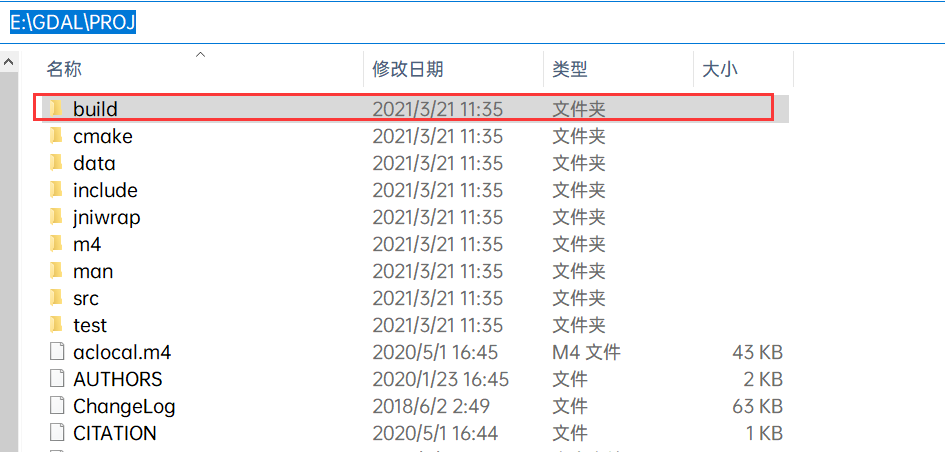 E:\GDAL\PROJ
名称 修改日期 类型 大小
build 2021/3/21 11:35 文件夹
cmake 2021/3/21 11:35 文件夹
data 2021/3/21 11:35 文件夹
include 2021/3/21 11:35 文件夹
jniwrap 2021/3/21 11:35 文件夹
m4 2021/3/21 11:35 文件夹
man 2021/3/21 11:35 文件夹
src 2021/3/21 11:35 文件夹
test 2021/3/21 11:35 文件夹
aclocal.m4 2020/5/1 16:45 M4 文件 43 KB
AUTHORS 2020/1/23 16:45 文件 2 KB
ChangeLog 2018/6/2 2:49 文件 63 KB
CITATION 2020/5/1 16:44 文件 1 KB